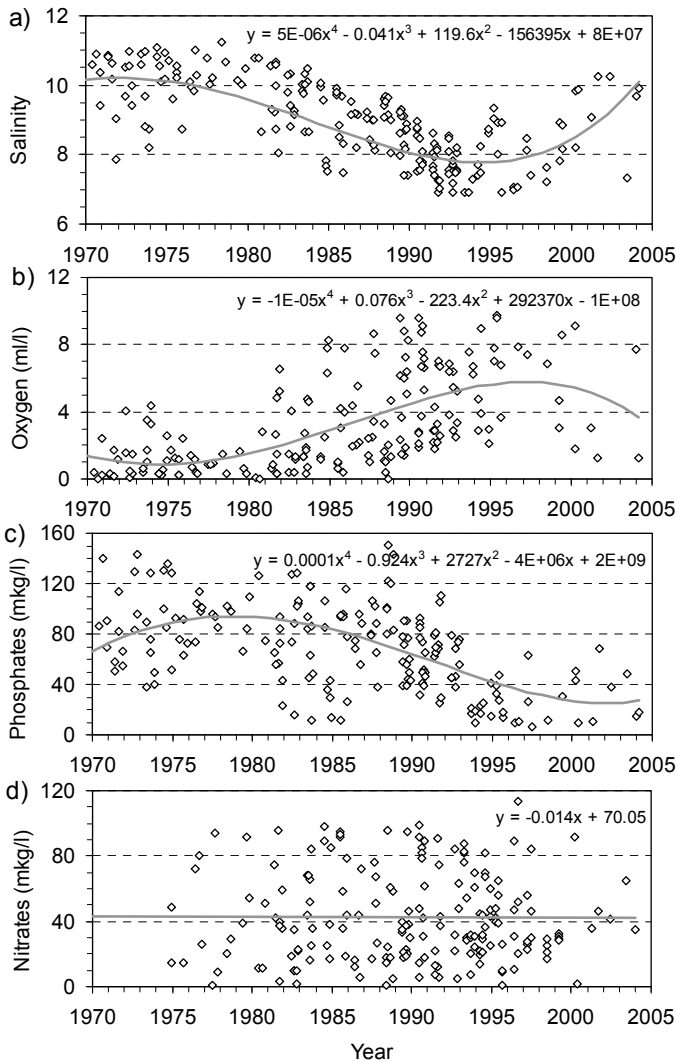 a)
12
y = 5E-06x⁴ - 0.041x³ + 119.6x² - 156395x + 8E+07
10
Salinity
8
6
1970 1975 1980 1985 1990 1995 2000 2005
b)
12
y = -1E-05x⁴ + 0.076x³ - 223.4x² + 292370x - 1E+08
8
Oxygen (ml/l)
4
0
1970 1975 1980 1985 1990 1995 2000 2005
c)
160
y = 0.0001x⁴ - 0.924x³ + 2727x² - 4E+06x + 2E+09
120
Phosphates (mkg/l)
80
40
0
1970 1975 1980 1985 1990 1995 2000 2005
d)
120
y = -0.014x + 70.05
80
Nitrates (mkg/l)
40
0
1970 1975 1980 1985 1990 1995 2000 2005
Year